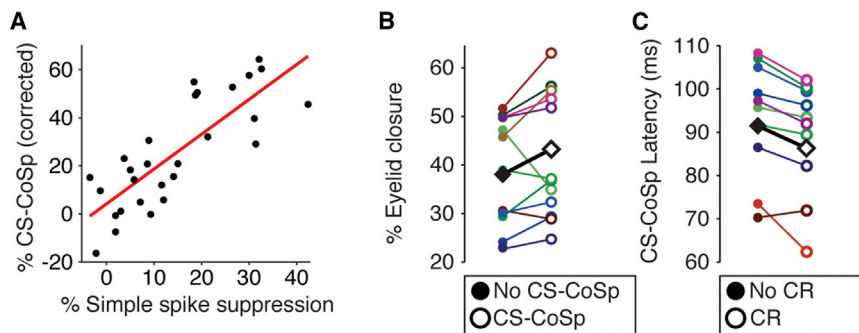 A
% CS-CoSp (corrected)
60
40
20
0
-20
0 10 20 30 40
% Simple spike suppression
B
% Eyelid closure
60
50
40
30
20
No CS-CoSp
CS-CoSp
C
CS-CoSp Latency (ms)
110
100
90
80
70
60
No CR
CR